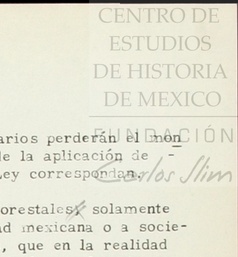 CENTRO DE
ESTUDIOS
DE HISTORIA
DE MEXICO
FUNDACIÓN
Carlos Slim
arios perderán el mon
de la aplicación de -
ey correspondan.
orestales, solamente
ad mexicana o a socie-
, que en la realidad